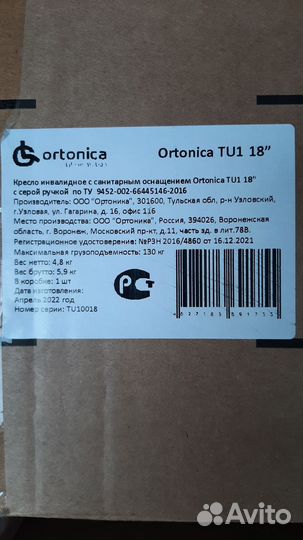 ortonica
Ortonica TU1 18”
Кресло инвалидное с санитарным оснащением Ortonica TU1 18"
с серой ручкой по ТУ 9452-002-66445146-2016
Производитель: ООО "Ортоника", 301600, Тульская обл, р-н Узловский,
г.Узловая, ул. Гагарина, д. 16, офис 116
Место производства: ООО "Ортоника", Россия, 394026, Воронежская
область, г. Воронеж, Московский пр-кт, д.11, часть зд. в лит.78В.
Регистрационное удостоверение: №РЗН 2016/4860 от 16.12.2021
Максимальная грузоподъемность: 130 кг
Вес нетто: 4,8 кг
Вес брутто: 5,9 кг
В коробке: 1 шт
Дата изготовления:
Апрель 2022 год
Номер серии: TU10018
Avito